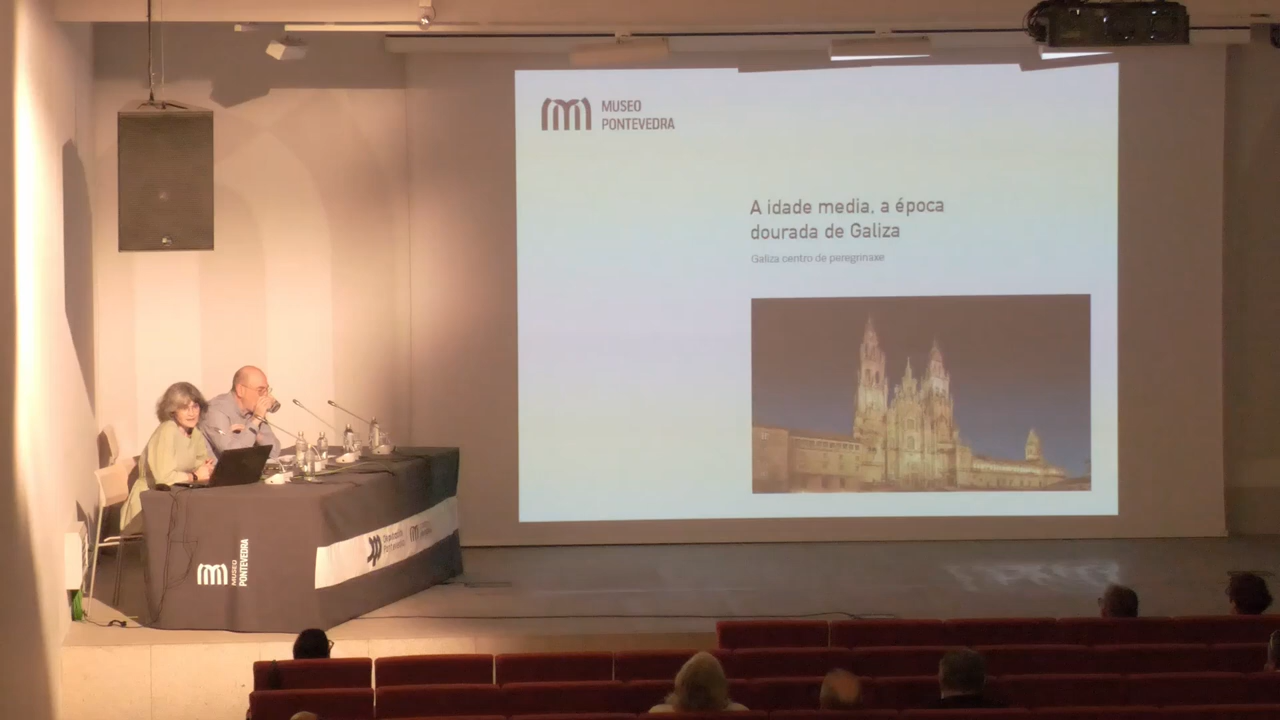 MUSEO
PONTEVEDRA
A idade media, a época
dourada de Galiza
Galiza centro de peregrinaxe
MUSEO
PONTEVEDRA